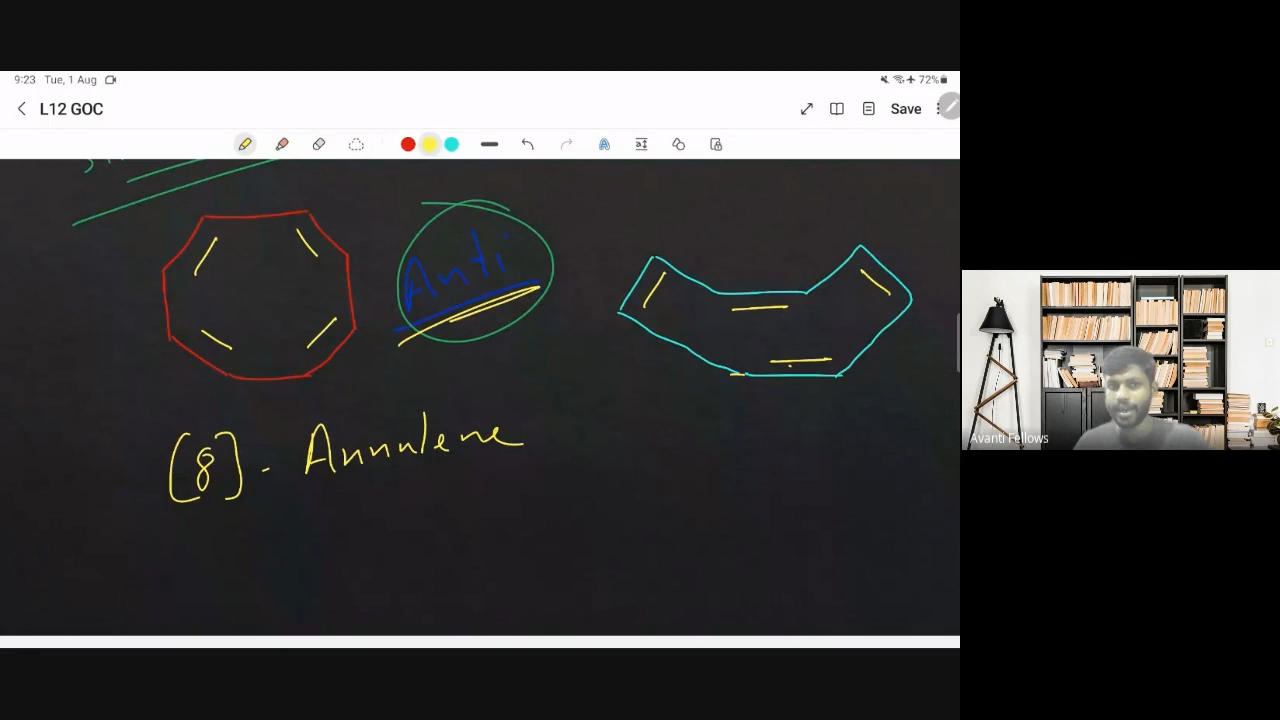 9:23 Tue, 1 Aug 72%
L12 GOC Save
Anti
[8] - Annulene
Avanti Fellows